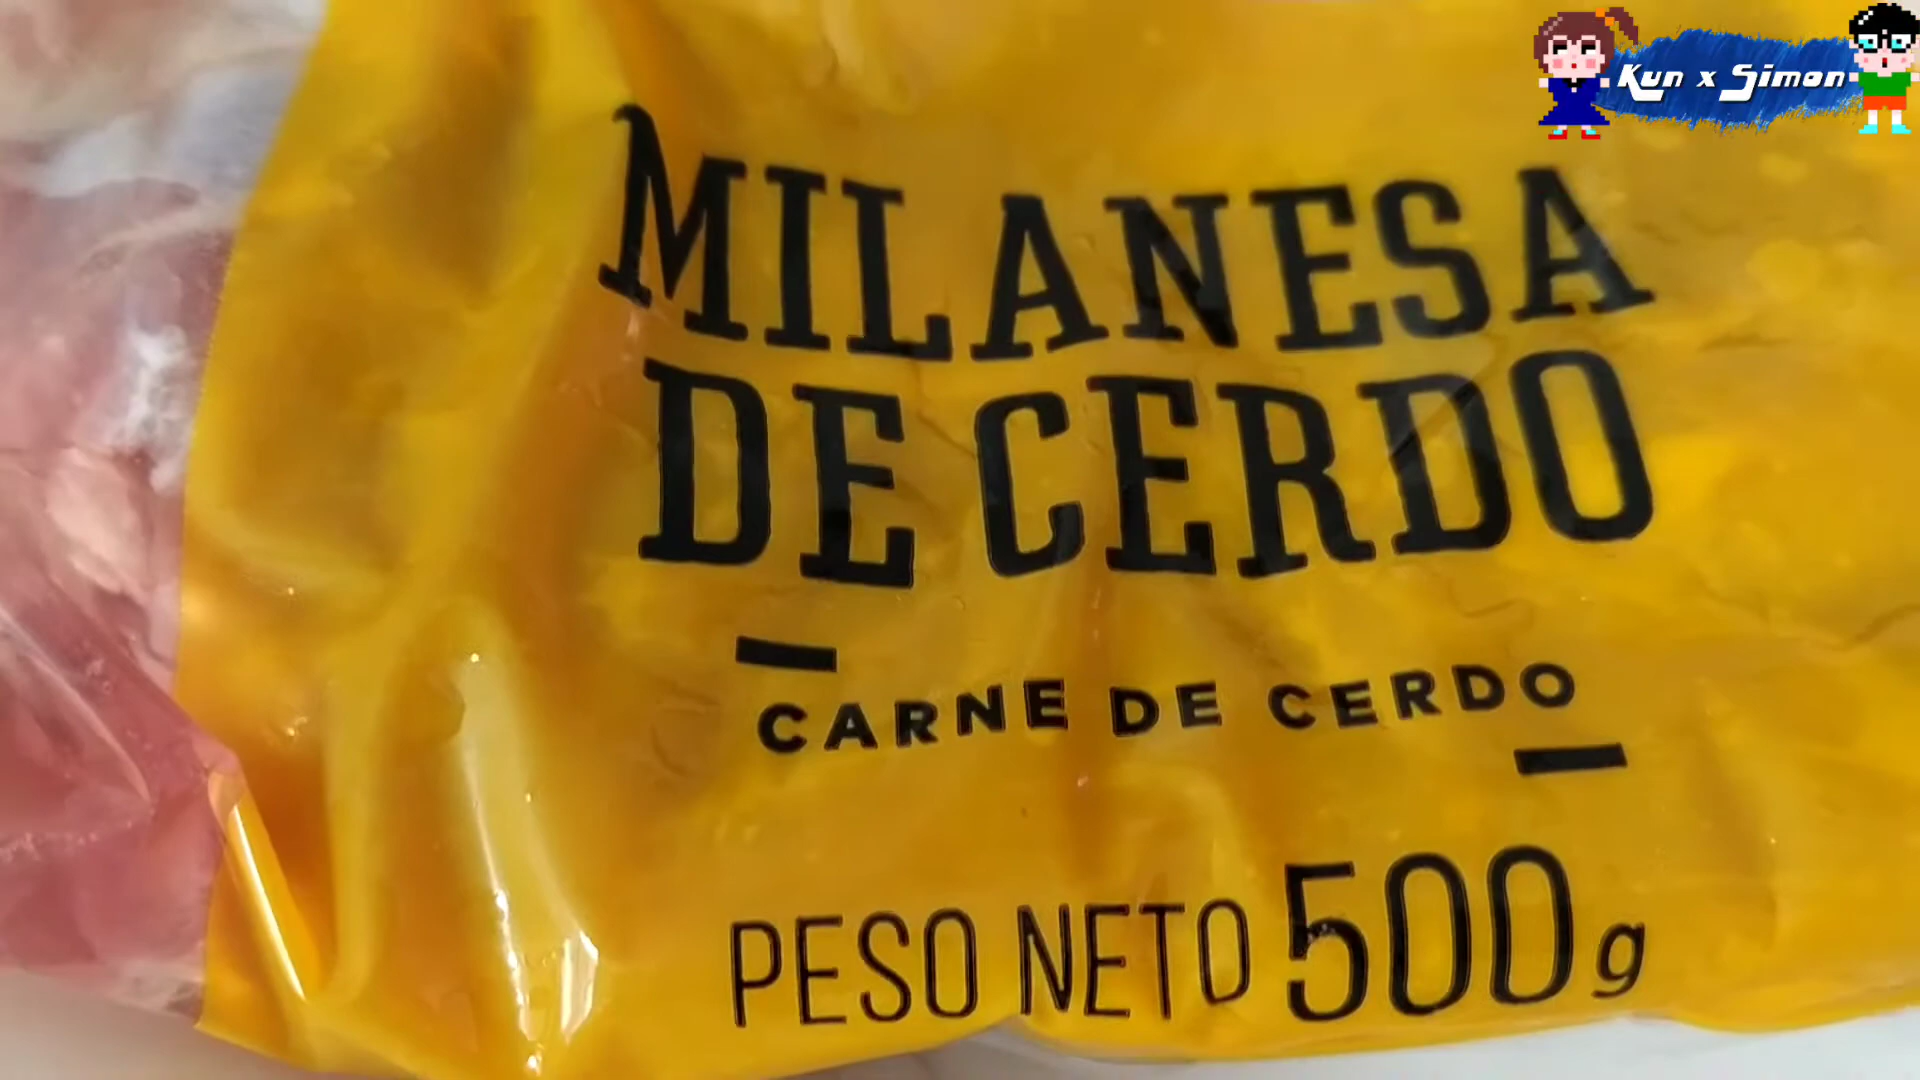 Kun x Simon
MILANESA
DE CERDO
CARNE DE CERDO
PESO NETO 500g